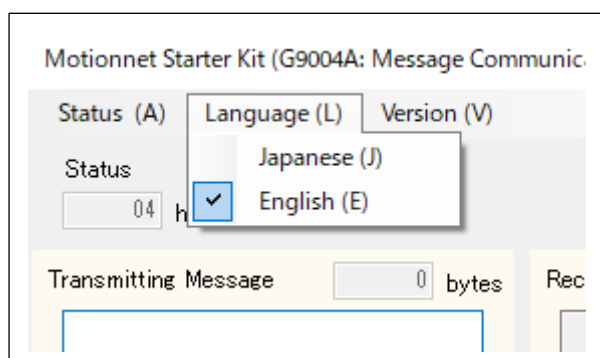 Motionnet Starter Kit (G9004A: Message Communic
Status (A) Language (L) Version (V)
Japanese (J)
Status
English (E)
04 h
Transmitting Message 0 bytes Rec